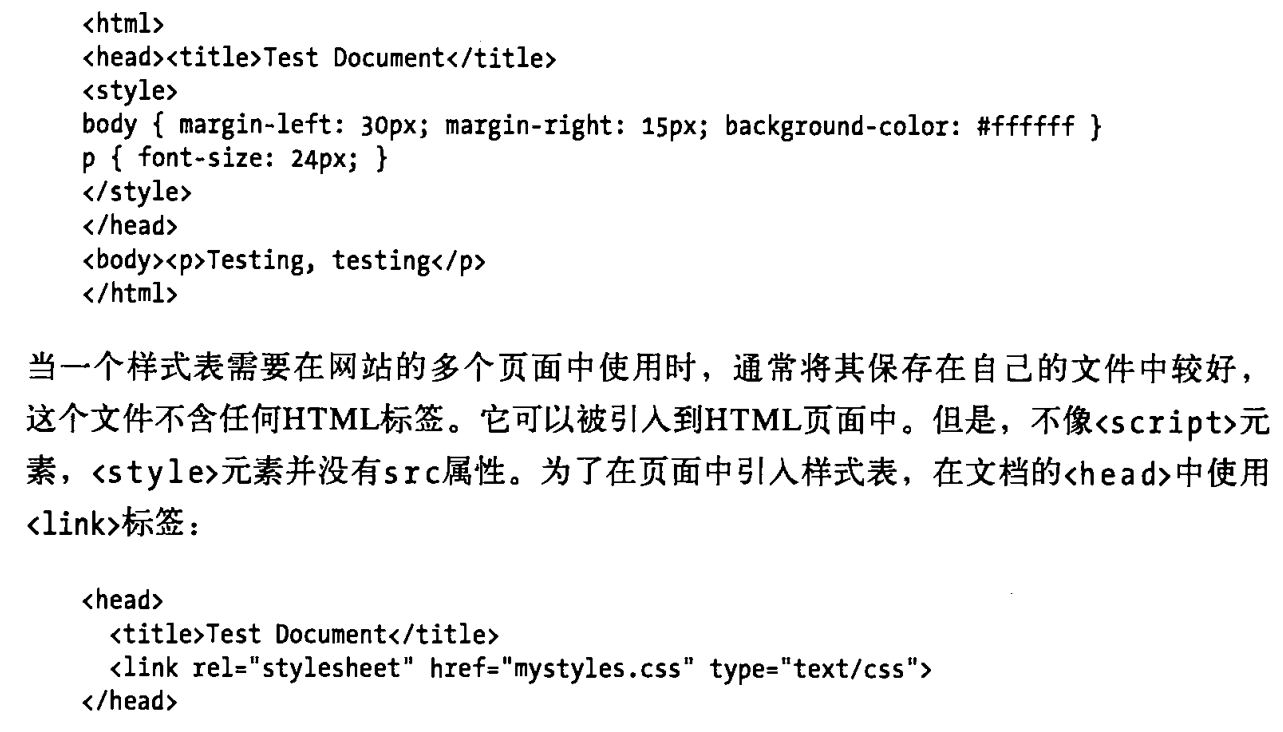 <html>
<head><title>Test Document</title>
<style>
body { margin-left: 30px; margin-right: 15px; background-color: #ffffff }
p { font-size: 24px; }
</style>
</head>
<body><p>Testing, testing</p>
</html>
当一个样式表需要在网站的多个页面中使用时，通常将其保存在自己的文件中较好，
这个文件不含任何HTML标签。它可以被引入到HTML页面中。但是，不像<script>元
素，<style>元素并没有src属性。为了在页面中引入样式表，在文档的<head>中使用
<link>标签：
<head>
  <title>Test Document</title>
  <link rel="stylesheet" href="mystyles.css" type="text/css">
</head>